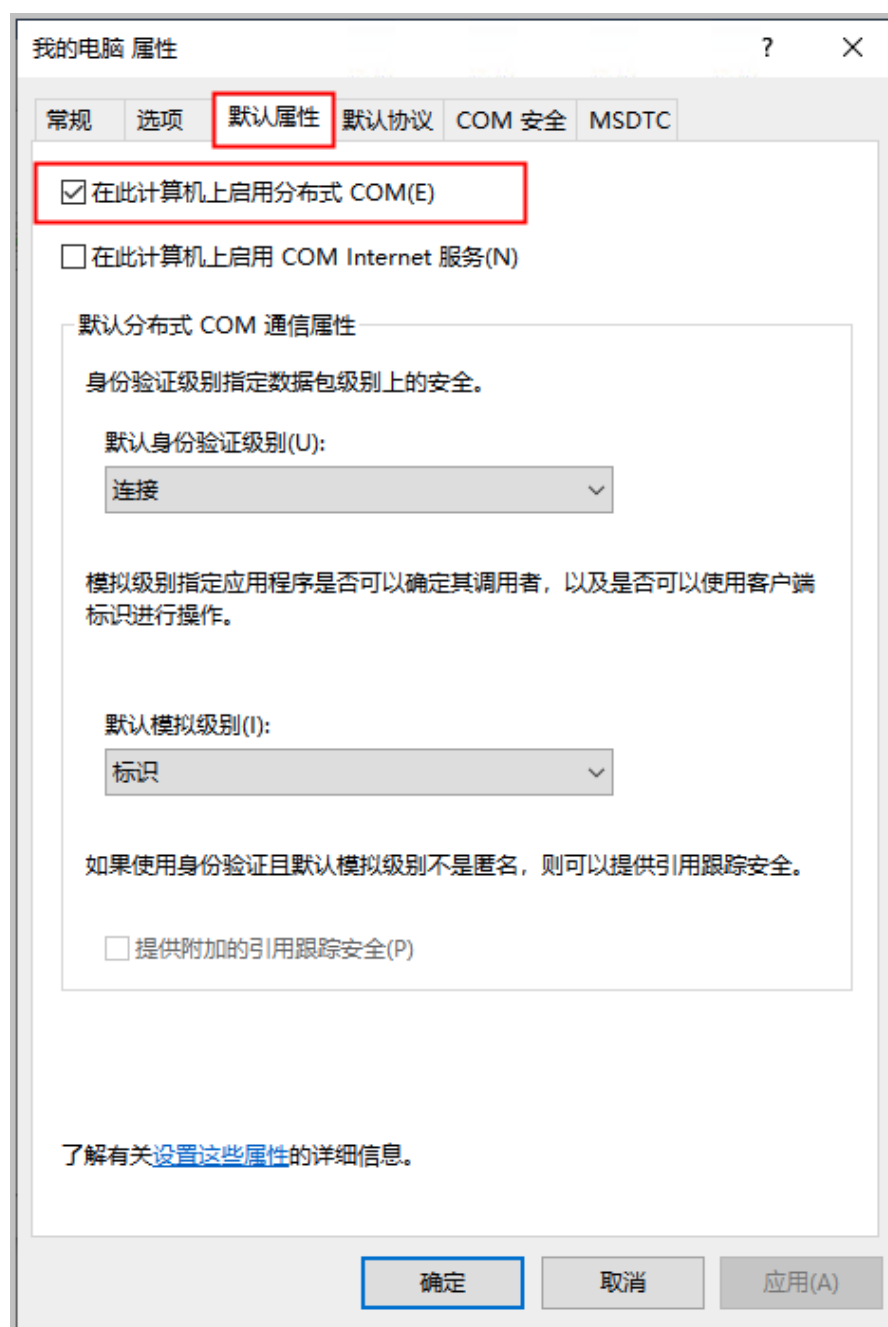 我的电脑 属性
常规 选项 默认属性 默认协议 COM 安全 MSDTC
在此计算机上启用分布式 COM(E)
在此计算机上启用 COM Internet 服务(N)
默认分布式 COM 通信属性
身份验证级别指定数据包级别上的安全。
默认身份验证级别(U):
连接
模拟级别指定应用程序是否可以确定其调用者，以及是否可以使用客户端
标识进行操作。
默认模拟级别(I):
标识
如果使用身份验证且默认模拟级别不是匿名，则可以提供引用跟踪安全。
提供附加的引用跟踪安全(P)
了解有关设置这些属性的详细信息。
确定 取消 应用(A)